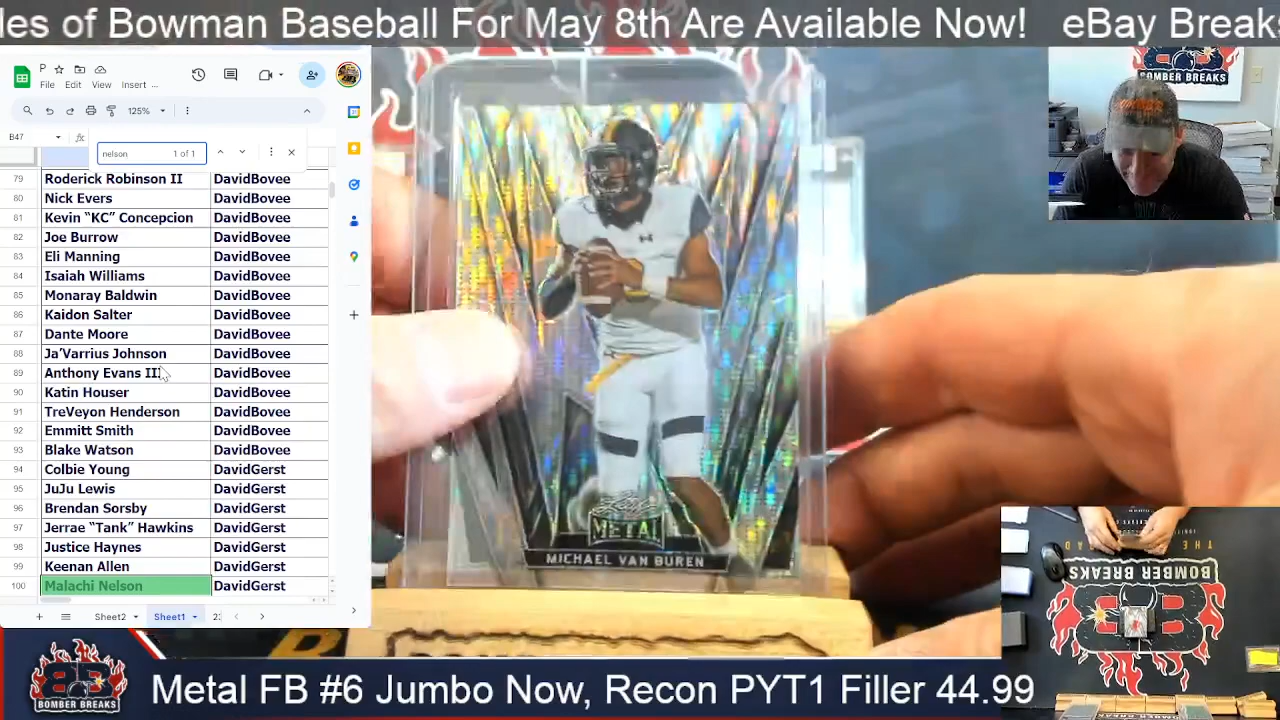 les of Bowman Baseball For May 8th Are Available Now! eBay Breaks
P
File Edit View Insert ...
125%
B47 fx
nelson 1 of 1
79 Roderick Robinson II DavidBovee
80 Nick Evers DavidBovee
81 Kevin “KC” Concepcion DavidBovee
82 Joe Burrow DavidBovee
83 Eli Manning DavidBovee
84 Isaiah Williams DavidBovee
85 Monaray Baldwin DavidBovee
86 Kaidon Salter DavidBovee
87 Dante Moore DavidBovee
88 Ja’Varrius Johnson DavidBovee
89 Anthony Evans III DavidBovee
90 Katin Houser DavidBovee
91 TreVeyon Henderson DavidBovee
92 Emmitt Smith DavidBovee
93 Blake Watson DavidBovee
94 Colbie Young DavidGerst
95 JuJu Lewis DavidGerst
96 Brendan Sorsby DavidGerst
97 Jerrae “Tank” Hawkins DavidGerst
98 Justice Haynes DavidGerst
99 Keenan Allen DavidGerst
100 Malachi Nelson DavidGerst
Sheet2 Sheet1
Leaf
METAL
MICHAEL VAN BUREN
BOMBER BREAKS
BOMBER BREAKS
BOMBER BREAKS
Metal FB #6 Jumbo Now, Recon PYT1 Filler 44.99